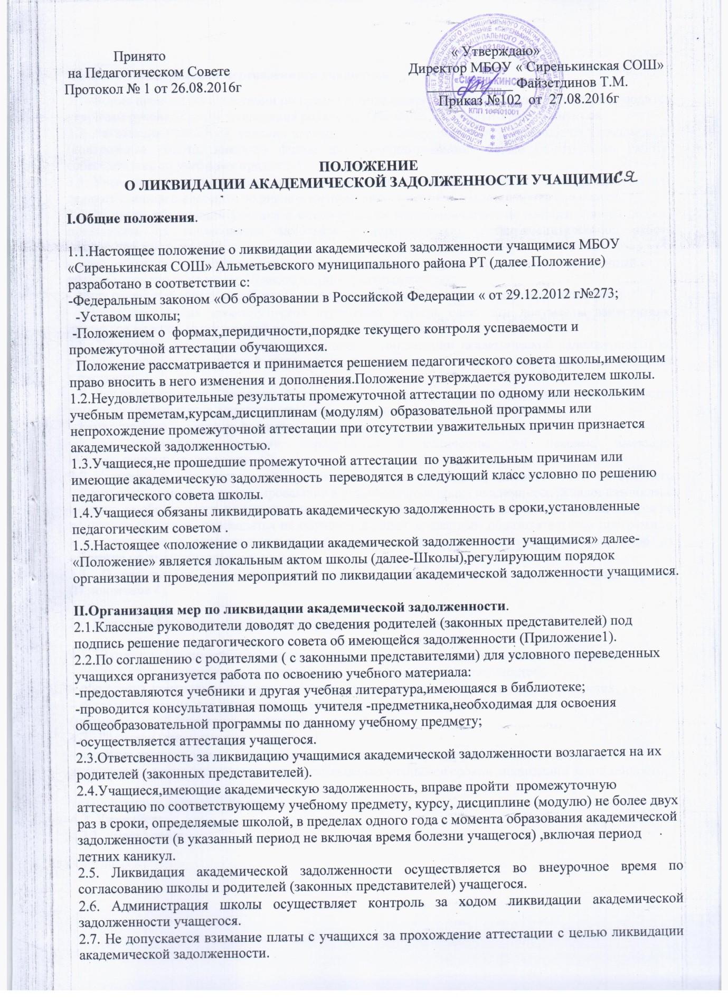 Принято
на Педагогическом Совете
Протокол № 1 от 26.08.2016г
« Утверждаю»
Директор МБОУ « Сиренькинская СОШ»
Файзетдинов Т.М.
Приказ №102 от 27.08.2016г
МБОУ
«СИРЕНЬКИНСКАЯ
СОШ»
КПП 164401001
ПОЛОЖЕНИЕ
О ЛИКВИДАЦИИ АКАДЕМИЧЕСКОЙ ЗАДОЛЖЕННОСТИ УЧАЩИМИСЯ
I.Общие положения.
1.1.Настоящее положение о ликвидации академической задолженности учащимися МБОУ
«Сиренькинская СОШ» Альметьевского муниципального района РТ (далее Положение)
разработано в соответствии с:
-Федеральным законом «Об образовании в Российской Федерации « от 29.12.2012 г№273;
-Уставом школы;
-Положением о формах,перидичности,порядке текущего контроля успеваемости и
промежуточной аттестации обучающихся.
Положение рассматривается и принимается решением педагогического совета школы,имеющим
право вносить в него изменения и дополнения.Положение утверждается руководителем школы.
1.2.Неудовлетворительные результаты промежуточной аттестации по одному или нескольким
учебным преметам,курсам,дисциплинам (модулям) образовательной программы или
непрохождение промежуточной аттестации при отсутствии уважительных причин признается
академической задолженностью.
1.3.Учащиеся,не прошедшие промежуточной аттестации по уважительным причинам или
имеющие академическую задолженность переводятся в следующий класс условно по решению
педагогического совета школы.
1.4.Учащиеся обязаны ликвидировать академическую задолженность в сроки,установленные
педагогическим советом .
1.5.Настоящее «положение о ликвидации академической задолженности учащимися» далее-
«Положение» является локальным актом школы (далее-Школы),регулирующим порядок
организации и проведения мероприятий по ликвидации академической задолженности учащимися.
II.Организация мер по ликвидации академической задолженности.
2.1.Классные руководители доводят до сведения родителей (законных представителей) под
подпись решение педагогического совета об имеющейся задолженности (Приложение1).
2.2.По соглашению с родителями ( с законными представителями) для условного переведенных
учащихся организуется работа по освоению учебного материала:
-предоставляются учебники и другая учебная литература,имеющаяся в библиотеке;
-проводится консультативная помощь учителя -предметника,необходимая для освоения
общеобразовательной программы по данному учебному предмету;
-осуществляется аттестация учащегося.
2.3.Ответсвенность за ликвидацию учащимися академической задолженности возлагается на их
родителей (законных представителей).
2.4.Учащиеся,имеющие академическую задолженность, вправе пройти промежуточную
аттестацию по соответствующему учебному предмету, курсу, дисциплине (модулю) не более двух
раз в сроки, определяемые школой, в пределах одного года с момента образования академической
задолженности (в указанный период не включая время болезни учащегося) ,включая период
летних каникул.
2.5. Ликвидация академической задолженности осуществляется во внеурочное время по
согласованию школы и родителей (законных представителей) учащегося.
2.6. Администрация школы осуществляет контроль за ходом ликвидации академической
задолженности учащегося.
2.7. Не допускается взимание платы с учащихся за прохождение аттестации с целью ликвидации
академической задолженности.